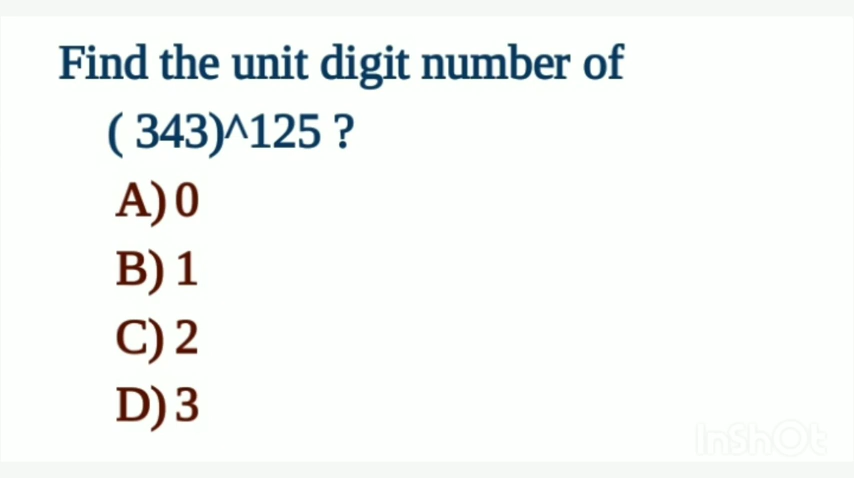 Find the unit digit number of
( 343)^125 ?
A) 0
B) 1
C) 2
D) 3
InShOt